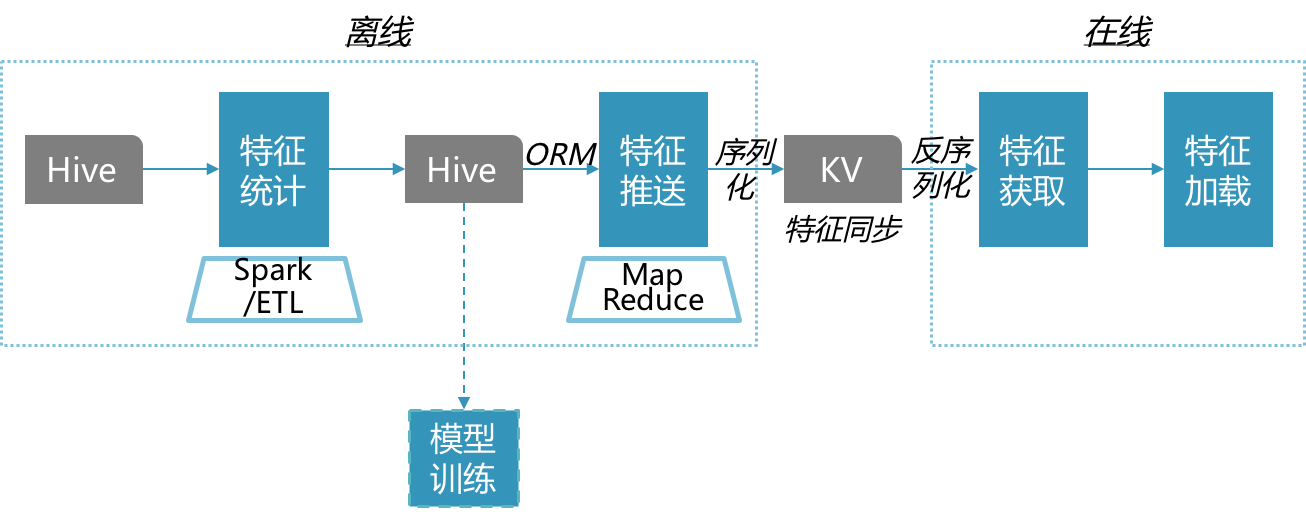 离线
在线
Hive
特征
统计
Hive
ORM
特征
推送
序列
化
KV
反序
列化
特征
获取
特征
加载
特征同步
Spark
/ETL
Map
Reduce
模型
训练